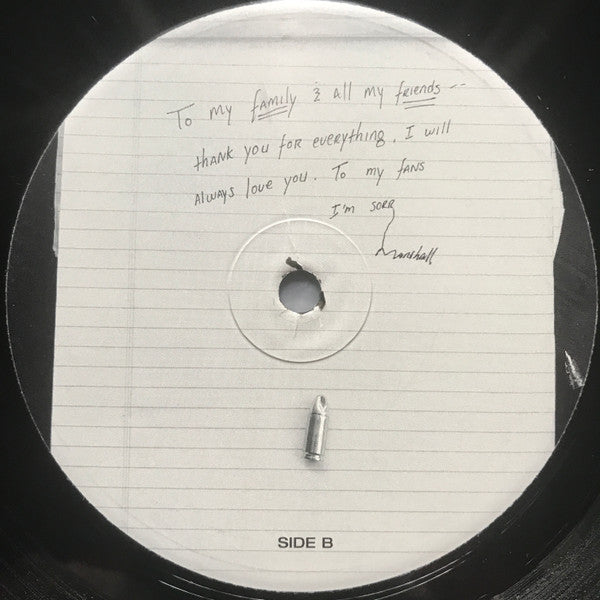 To my family & all my friends --
thank you for everything. I will
always love you. To my fans
I'm sorr
Marshall
SIDE B